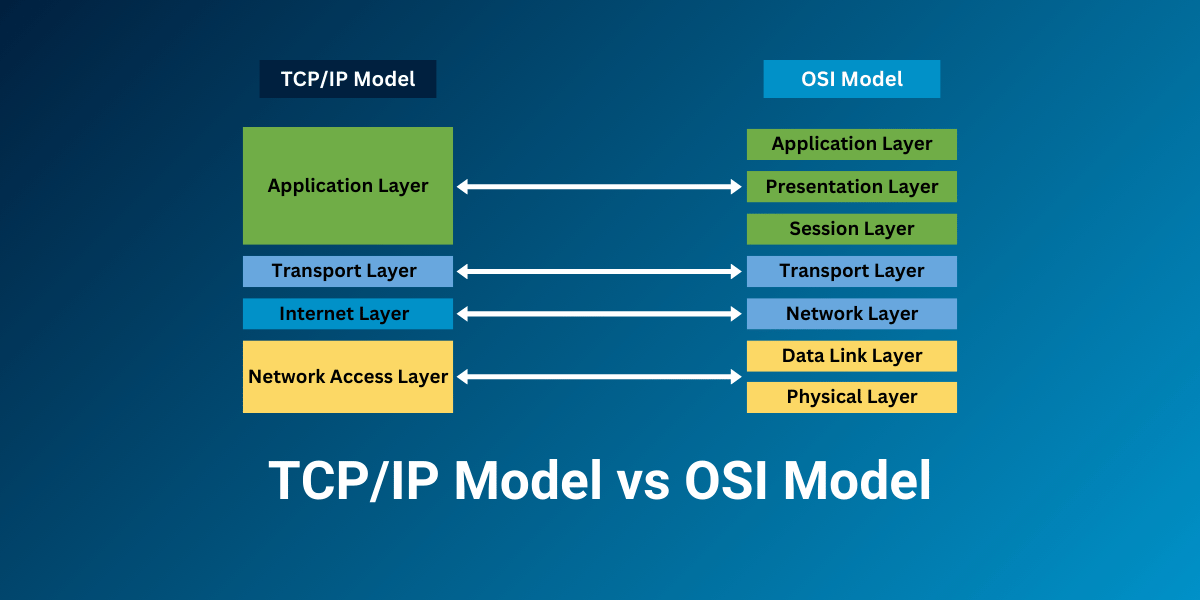 TCP/IP Model
Application Layer
Transport Layer
Internet Layer
Network Access Layer
OSI Model
Application Layer
Presentation Layer
Session Layer
Transport Layer
Network Layer
Data Link Layer
Physical Layer
TCP/IP Model vs OSI Model